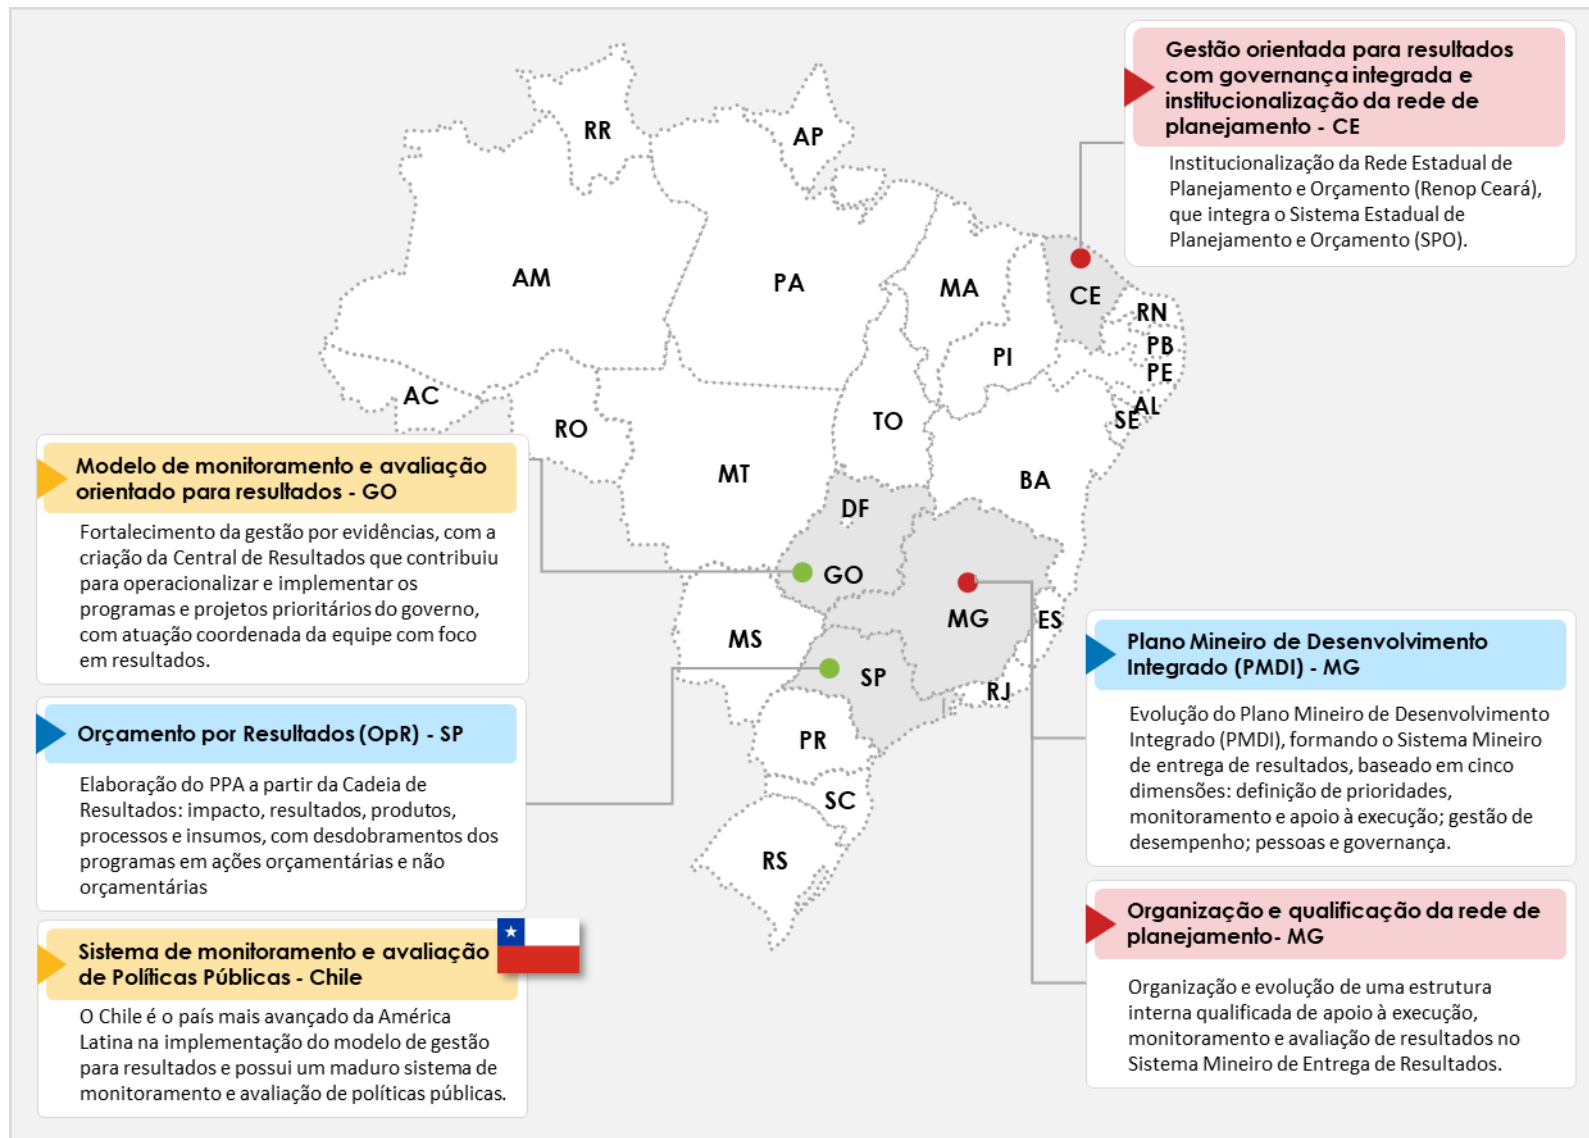 Gestão orientada para resultados
com governança integrada e
institucionalização da rede de
planejamento - CE
Institucionalização da Rede Estadual de
Planejamento e Orçamento (Renop Ceará),
que integra o Sistema Estadual de
Planejamento e Orçamento (SPO).
RR
AP
AM
PA
MA
CE
RN
PI
PB
PE
AC
AL
SE
TO
RO
MT
BA
DF
GO
MG
ES
MS
SP
RJ
PR
SC
RS
Modelo de monitoramento e avaliação
orientado para resultados - GO
Fortalecimento da gestão por evidências, com a
criação da Central de Resultados que contribuiu
para operacionalizar e implementar os
programas e projetos prioritários do governo,
com atuação coordenada da equipe com foco
em resultados.
Orçamento por Resultados (OpR) - SP
Elaboração do PPA a partir da Cadeia de
Resultados: impacto, resultados, produtos,
processos e insumos, com desdobramentos dos
programas em ações orçamentárias e não
orçamentárias
Sistema de monitoramento e avaliação
de Políticas Públicas - Chile
O Chile é o país mais avançado da América
Latina na implementação do modelo de gestão
para resultados e possui um maduro sistema de
monitoramento e avaliação de políticas públicas.
Plano Mineiro de Desenvolvimento
Integrado (PMDI) - MG
Evolução do Plano Mineiro de Desenvolvimento
Integrado (PMDI), formando o Sistema Mineiro
de entrega de resultados, baseado em cinco
dimensões: definição de prioridades,
monitoramento e apoio à execução; gestão de
desempenho; pessoas e governança.
Organização e qualificação da rede de
planejamento- MG
Organização e evolução de uma estrutura
interna qualificada de apoio à execução,
monitoramento e avaliação de resultados no
Sistema Mineiro de Entrega de Resultados.